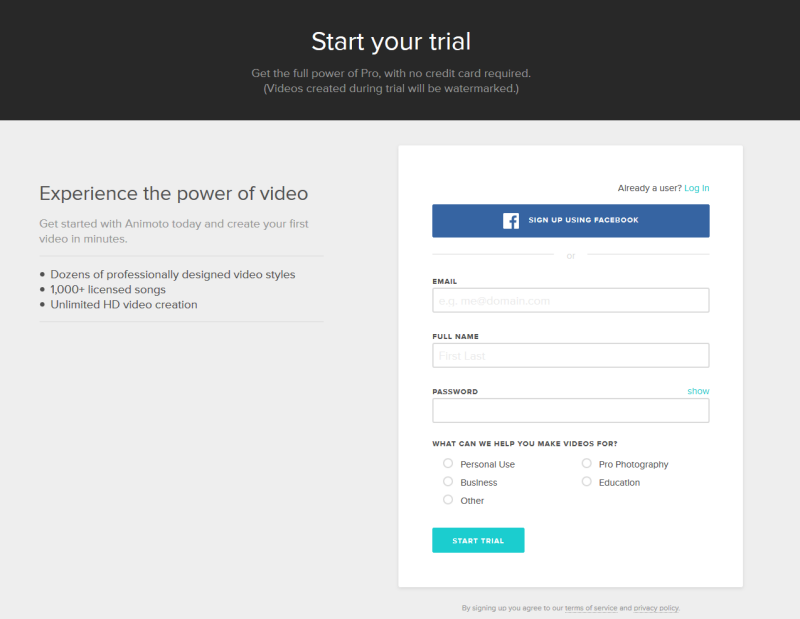 Start your trial
Get the full power of Pro, with no credit card required.
(Videos created during trial will be watermarked.)
Experience the power of video
Get started with Animoto today and create your first
video in minutes.
• Dozens of professionally designed video styles
• 1,000+ licensed songs
• Unlimited HD video creation
Already a user? Log In
SIGN UP USING FACEBOOK
or
EMAIL
e.g. me@domain.com
FULL NAME
First Last
PASSWORD show
WHAT CAN WE HELP YOU MAKE VIDEOS FOR?
Personal Use Pro Photography
Business Education
Other
START TRIAL
By signing up you agree to our terms of service and privacy policy.